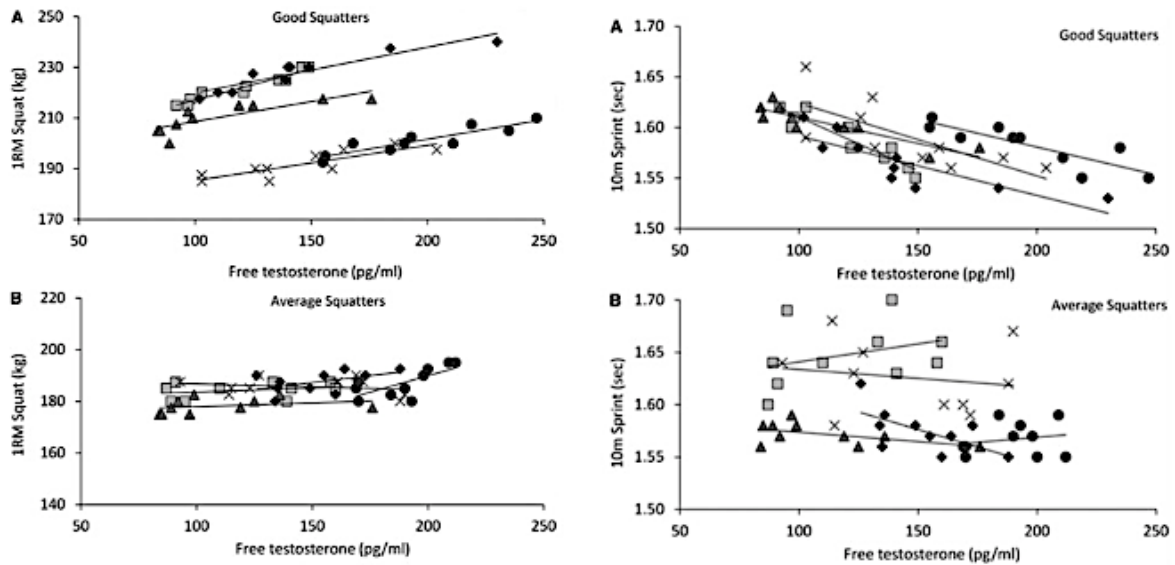 A
Good Squatters
250
230
210
190
170
1RM Squat (kg)
50
100
150
200
250
Free testosterone (pg/ml)
A
Good Squatters
1.70
1.65
1.60
1.55
1.50
10m Sprint (sec)
50
100
150
200
250
Free testosterone (pg/ml)
B
Average Squatters
220
200
180
160
140
1RM Squat (kg)
50
100
150
200
250
Free testosterone (pg/ml)
B
Average Squatters
1.70
1.65
1.60
1.55
1.50
10m Sprint (sec)
50
100
150
200
250
Free testosterone (pg/ml)